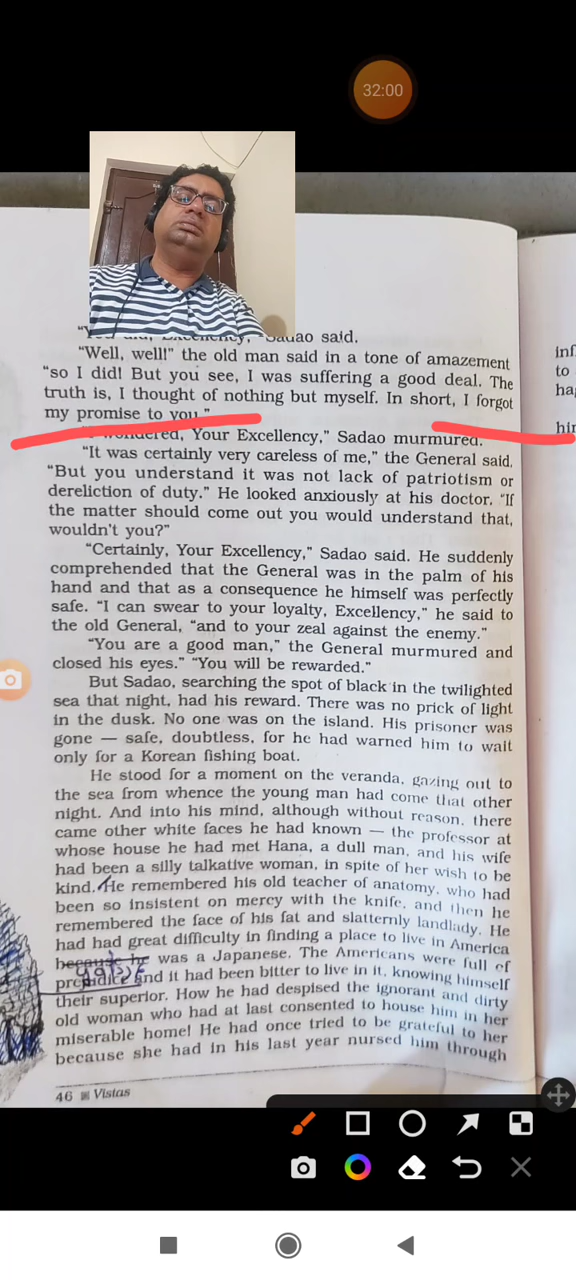 32:00
Excellency," Sadao said.
"Well, well!" the old man said in a tone of amazement
"so I did! But you see, I was suffering a good deal. The
truth is, I thought of nothing but myself. In short, I forgot
my promise to you."
"I wondered, Your Excellency," Sadao murmured.
"It was certainly very careless of me," the General said.
"But you understand it was not lack of patriotism or
dereliction of duty." He looked anxiously at his doctor. "If
the matter should come out you would understand that,
wouldn't you?"
"Certainly, Your Excellency," Sadao said. He suddenly
comprehended that the General was in the palm of his
hand and that as a consequence he himself was perfectly
safe. "I can swear to your loyalty, Excellency," he said to
the old General, "and to your zeal against the enemy."
"You are a good man," the General murmured and
closed his eyes." "You will be rewarded."
But Sadao, searching the spot of black in the twilighted
sea that night, had his reward. There was no prick of light
in the dusk. No one was on the island. His prisoner was
gone — safe, doubtless, for he had warned him to wait
only for a Korean fishing boat.
He stood for a moment on the veranda, gazing out to
the sea from whence the young man had come that other
night. And into his mind, although without reason, there
came other white faces he had known — the professor at
whose house he had met Hana, a dull man, and his wife
had been a silly talkative woman, in spite of her wish to be
kind. He remembered his old teacher of anatomy, who had
been so insistent on mercy with the knife, and then he
remembered the face of his fat and slatternly landlady. He
had had great difficulty in finding a place to live in America
because he was a Japanese. The Americans were full of
prejudice and it had been bitter to live in it, knowing himself
their superior. How he had despised the ignorant and dirty
old woman who had at last consented to house him in her
miserable home! He had once tried to be grateful to her
because she had in his last year nursed him through
46 Vistas
inf
to
ha
hir